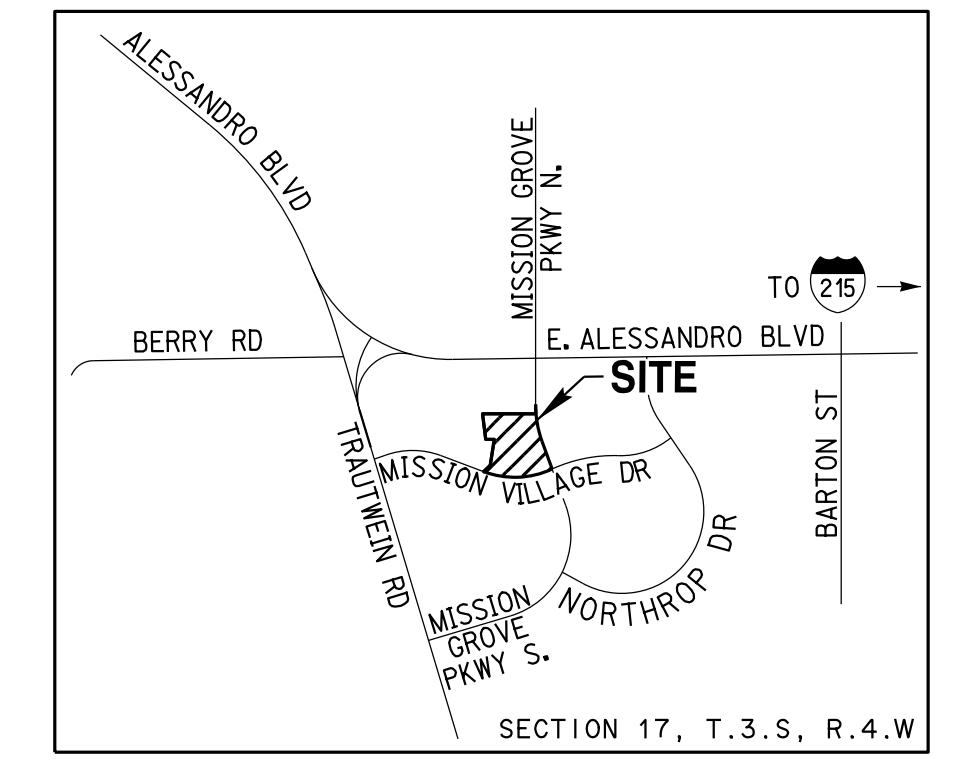 ALESSANDRO BLVD
MISSION GROVE
PKWY N.
TO 215
BERRY RD
E. ALESSANDRO BLVD
SITE
BARTON ST
TRAUTWEIN RD
MISSION VILLAGE DR
NORTHROP DR
MISSION
GROVE
PKWY S.
SECTION 17, T.3.S, R.4.W